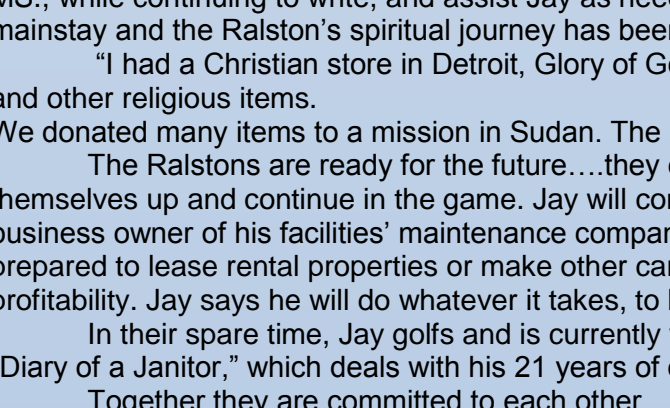 MS., while continuing to write, and assist Jay as
mainstay and the Ralston’s spiritual journey has been
“I had a Christian store in Detroit, Glory of
and other religious items.
We donated many items to a mission in Sudan. The
The Ralstons are ready for the future….they
themselves up and continue in the game. Jay will
business owner of his facilities’ maintenance
prepared to lease rental properties or make other
profitability. Jay says he will do whatever it takes, to
In their spare time, Jay golfs and is currently
“Diary of a Janitor,” which deals with his 21 years of
Together they are committed to each other